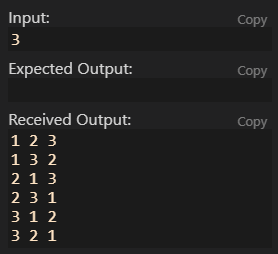 Input:
Copy
3
Expected Output:
Copy
Received Output:
Copy
1 2 3
1 3 2
2 1 3
2 3 1
3 1 2
3 2 1